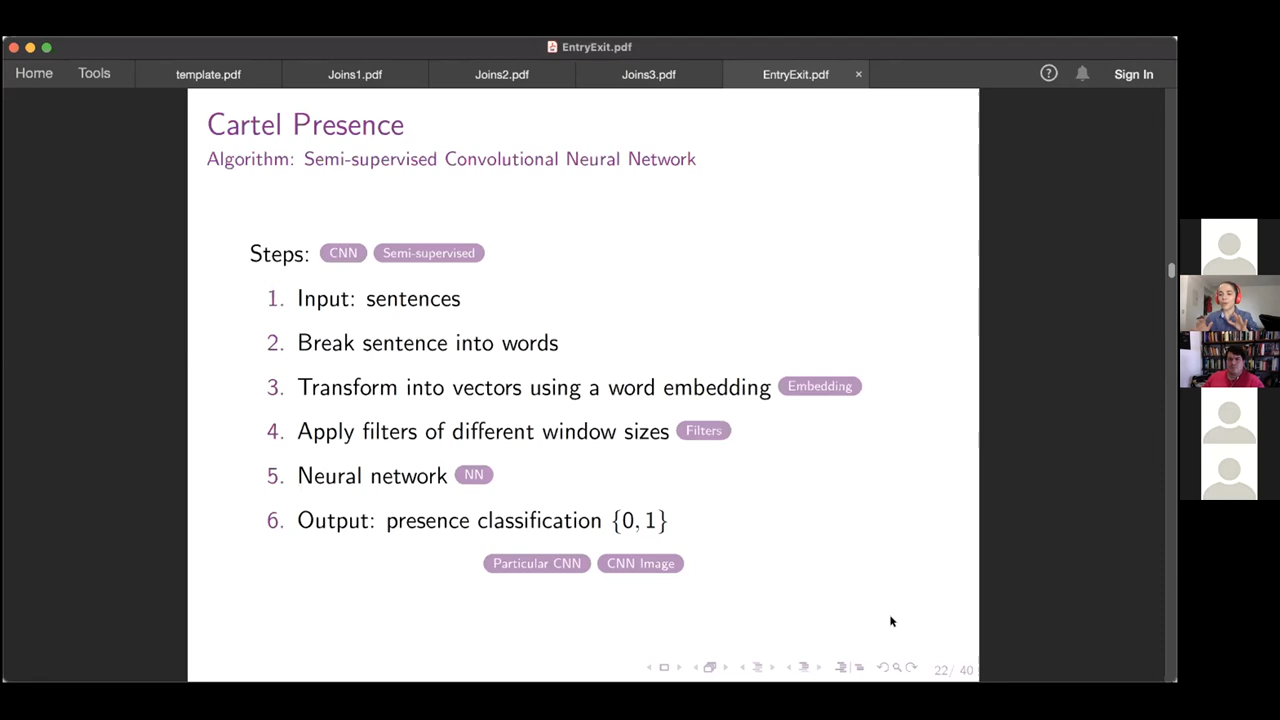 EntryExit.pdf
Home Tools template.pdf Joins1.pdf Joins2.pdf Joins3.pdf EntryExit.pdf × ? Sign In
Cartel Presence
Algorithm: Semi-supervised Convolutional Neural Network
Steps: CNN Semi-supervised
1. Input: sentences
2. Break sentence into words
3. Transform into vectors using a word embedding Embedding
4. Apply filters of different window sizes Filters
5. Neural network NN
6. Output: presence classification {0, 1}
Particular CNN CNN Image
22/ 40